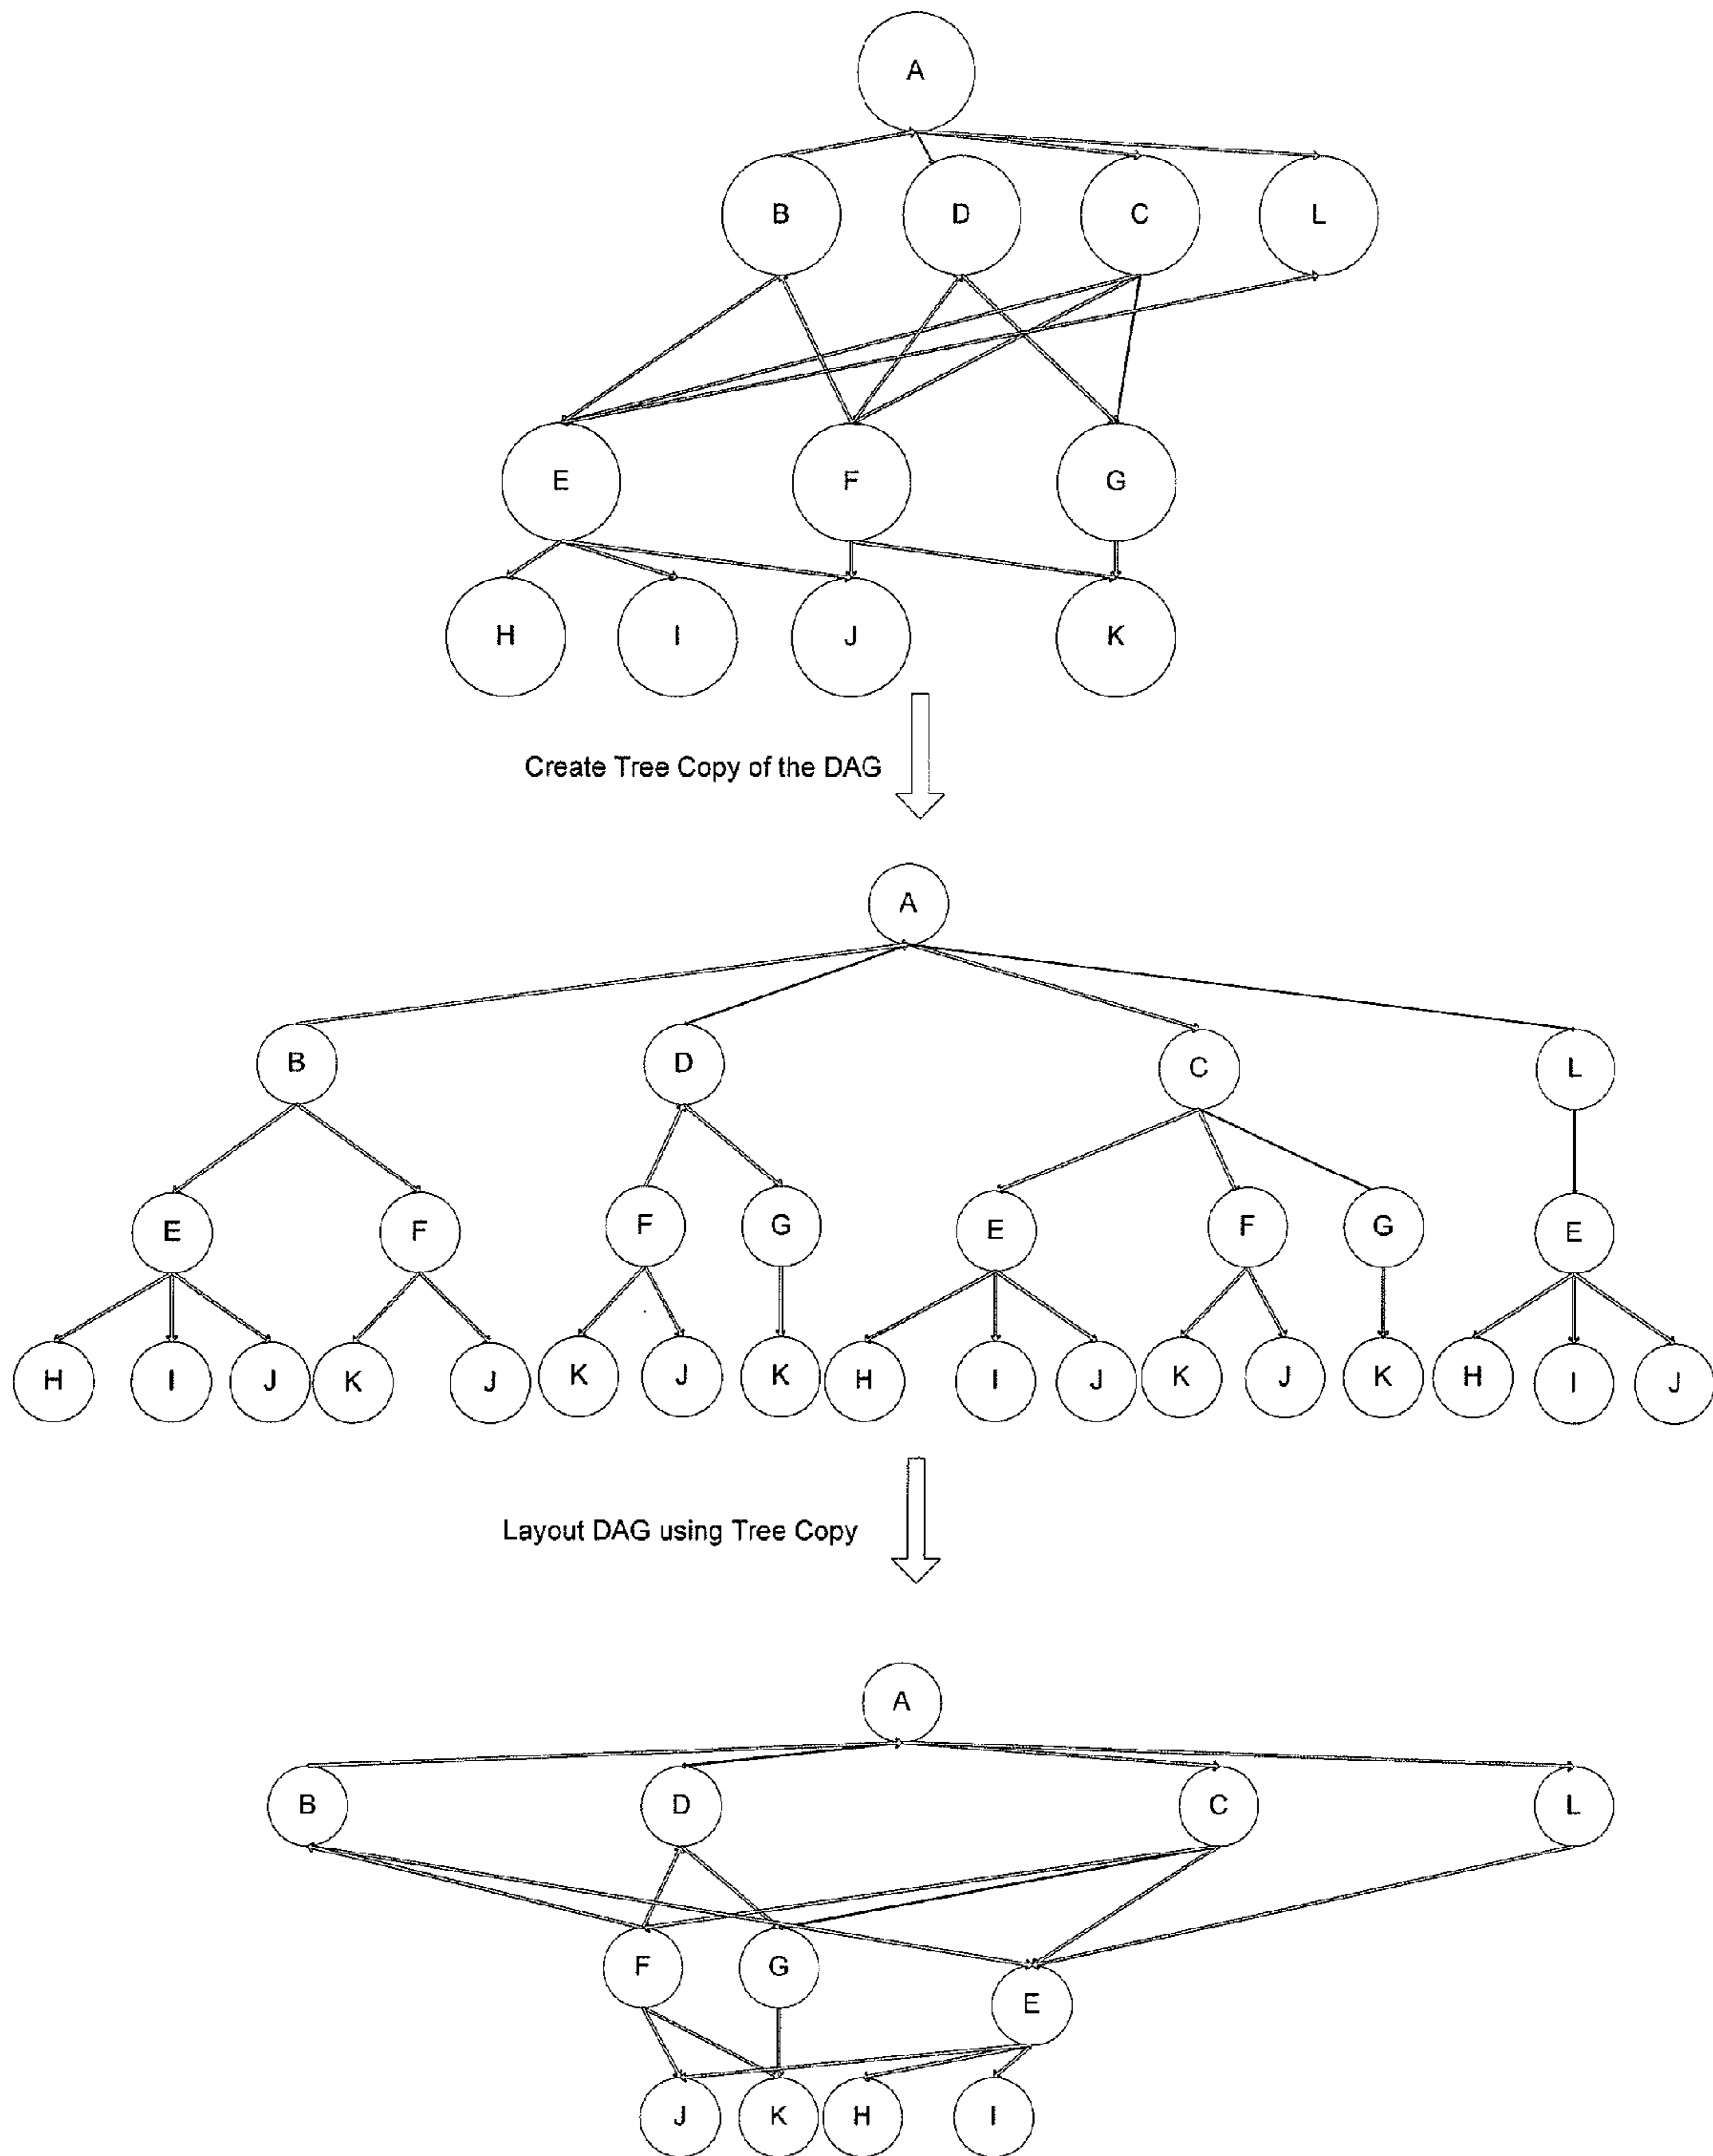 A
B D C L
E F G
H I J K
Create Tree Copy of the DAG
A
B D C L
E F F G E F G E
H I J K J K J K H I J K J K H I J
Layout DAG using Tree Copy
A
B D C L
F G E
J K H I